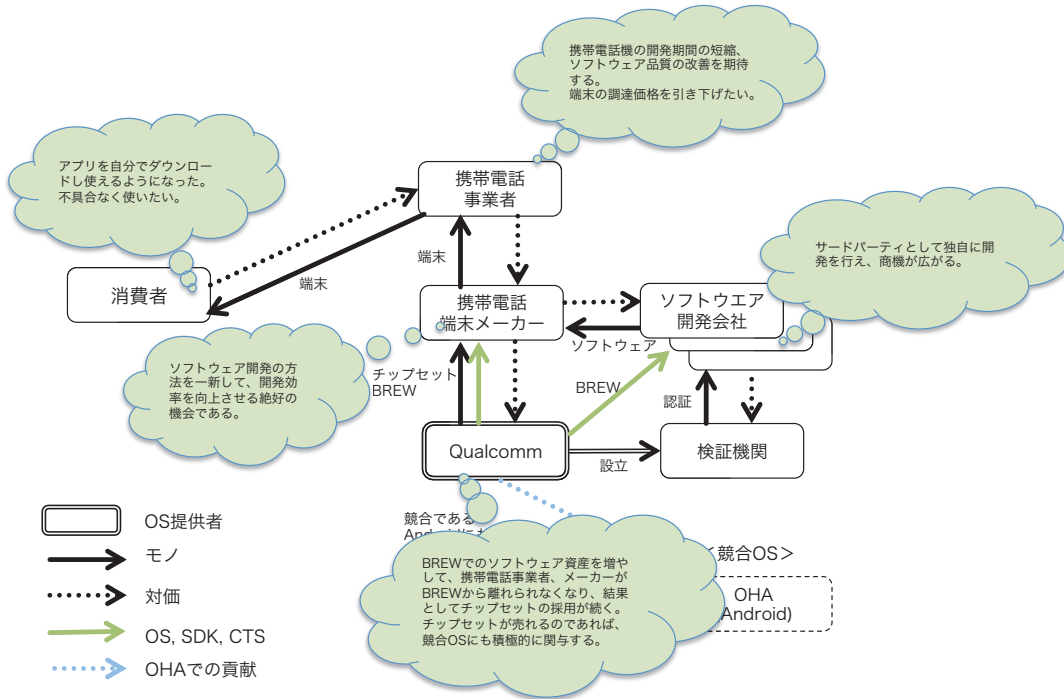 携帯電話機の開発期間の短縮、
ソフトウェア品質の改善を期待
する。
端末の調達価格を引き下げたい。
アプリを自分でダウンロー
ドし使えるようになった。
不具合なく使いたい。
携帯電話
事業者
サードパーティとして独自に開
発を行え、商機が広がる。
端末
端末
消費者
携帯電話
端末メーカー
ソフトウエア
開発会社
ソフトウェア
ソフトウェア開発の方
法を一新して、開発効
率を向上させる絶好の
機会である。
チップセット
BREW
BREW
認証
Qualcomm
設立
検証機関
OS提供者
モノ
対価
OS, SDK, CTS
OHAでの貢献
競合である
BREWでのソフトウェア資産を増や
して、携帯電話事業者、メーカーが
BREWから離れられなくなり、結果
としてチップセットの採用が続く。
チップセットが売れるのであれば、
競合OSにも積極的に関与する。
競合OS＞
OHA
Android)